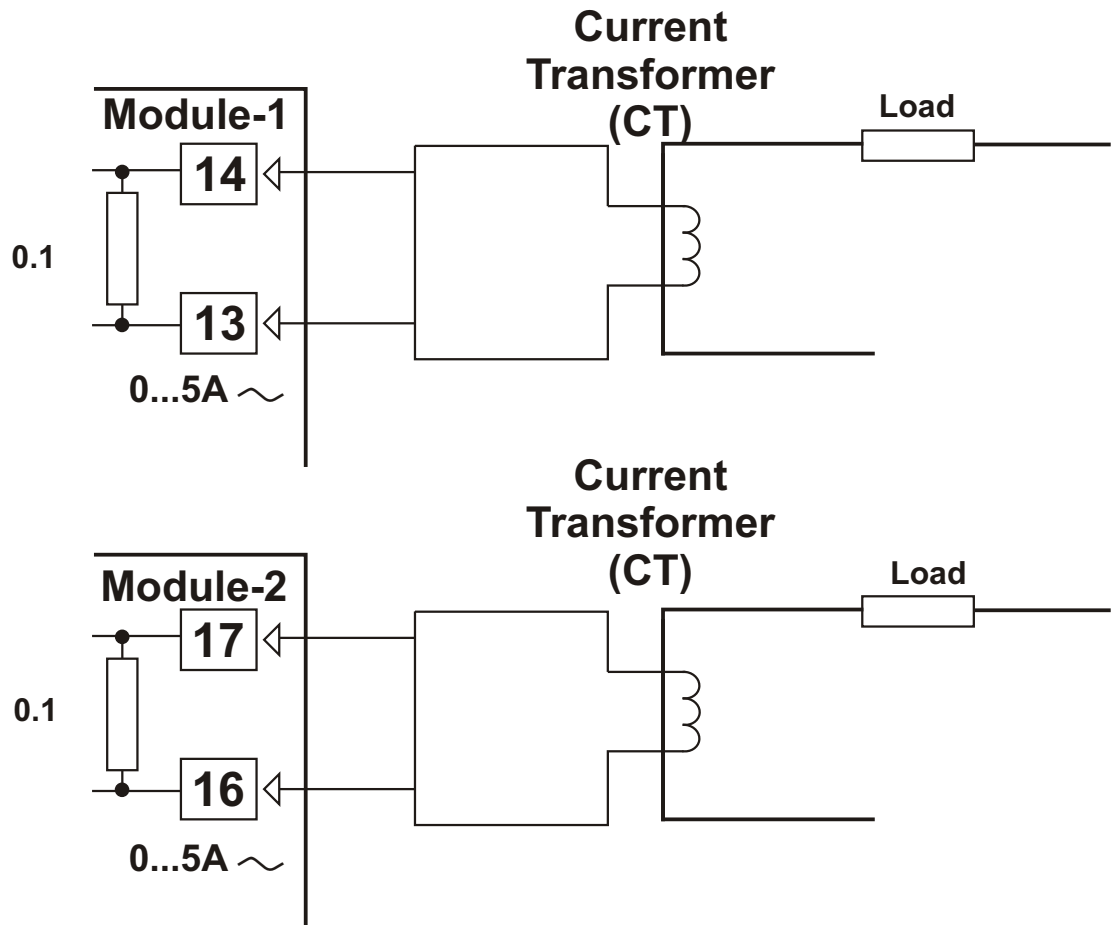 Current
Transformer
(CT)
Load
Module-1
14
0.1
13
0...5A
Current
Transformer
(CT)
Load
Module-2
17
0.1
16
0...5A